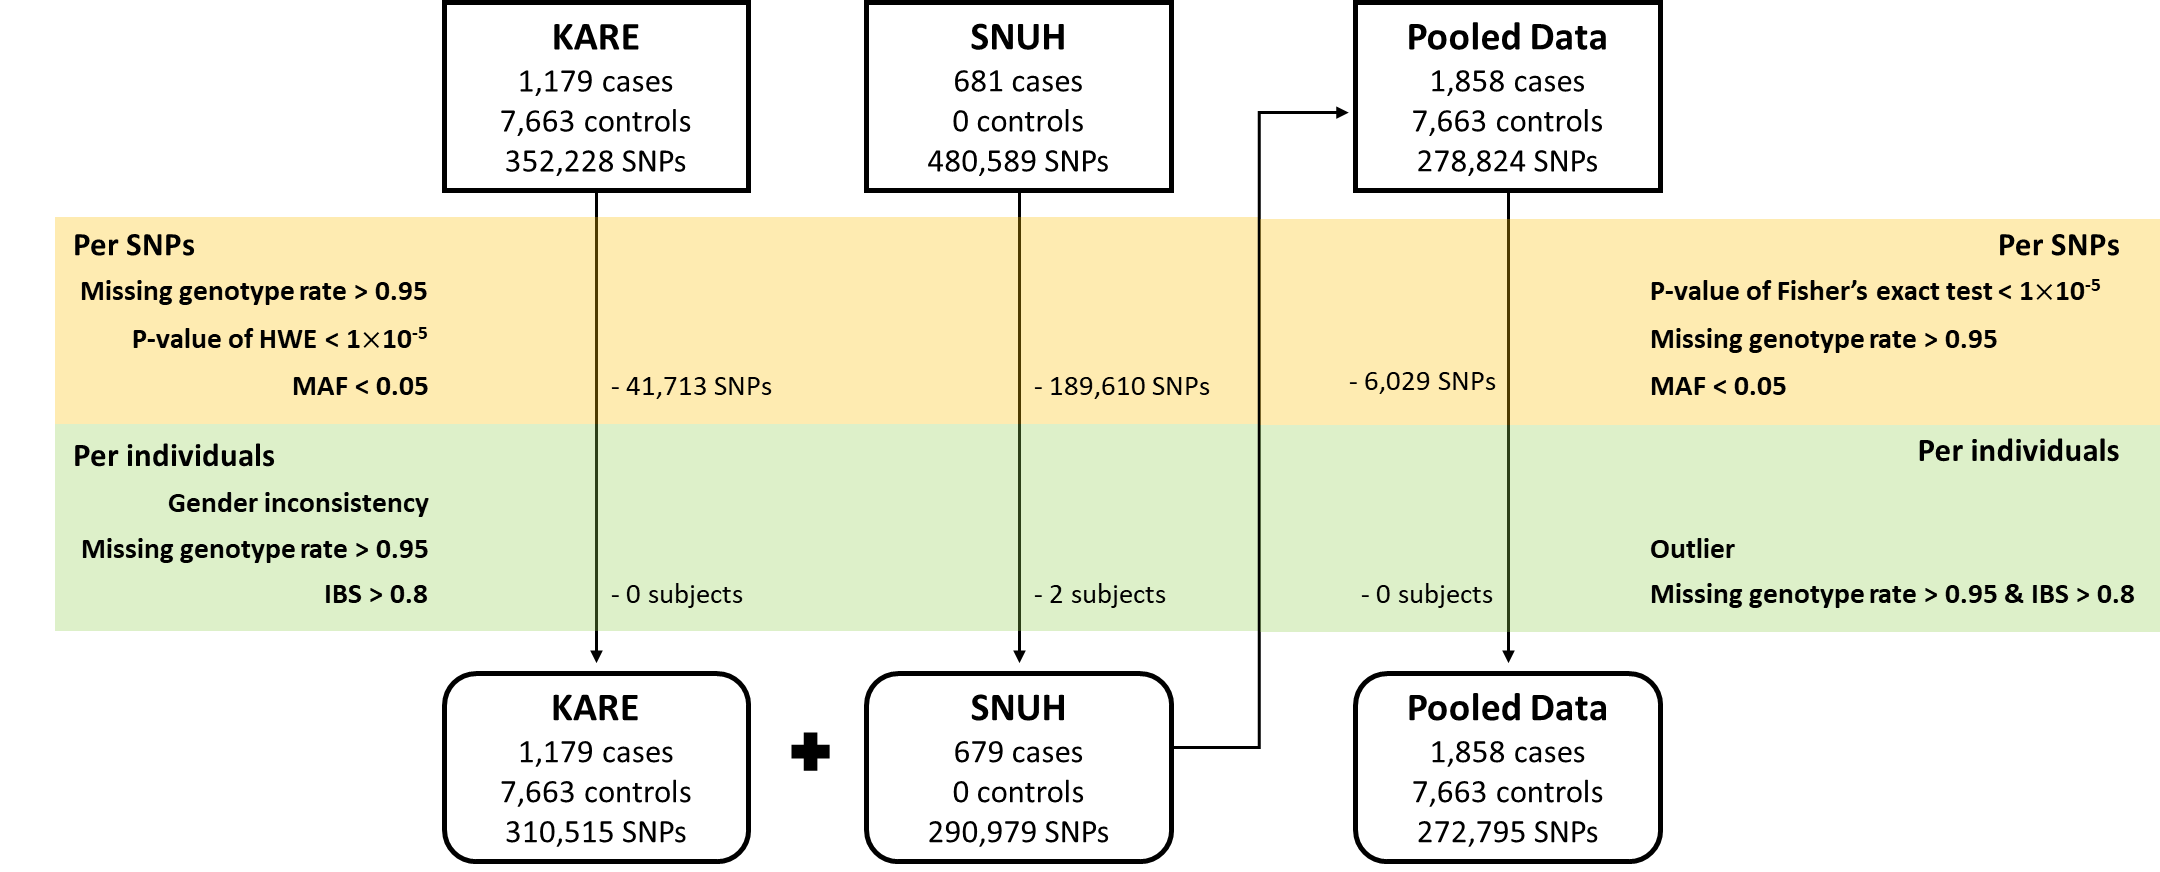 KARE
1,179 cases
7,663 controls
352,228 SNPs
SNUH
681 cases
0 controls
480,589 SNPs
Pooled Data
1,858 cases
7,663 controls
278,824 SNPs
Per SNPs
Missing genotype rate > 0.95
P-value of HWE < 1×10⁻⁵
MAF < 0.05
- 41,713 SNPs
- 189,610 SNPs
- 6,029 SNPs
Per SNPs
P-value of Fisher's exact test < 1×10⁻⁵
Missing genotype rate > 0.95
MAF < 0.05
Per individuals
Gender inconsistency
Missing genotype rate > 0.95
IBS > 0.8
- 0 subjects
- 2 subjects
- 0 subjects
Per individuals
Outlier
Missing genotype rate > 0.95 & IBS > 0.8
KARE
1,179 cases
7,663 controls
310,515 SNPs
SNUH
679 cases
0 controls
290,979 SNPs
Pooled Data
1,858 cases
7,663 controls
272,795 SNPs